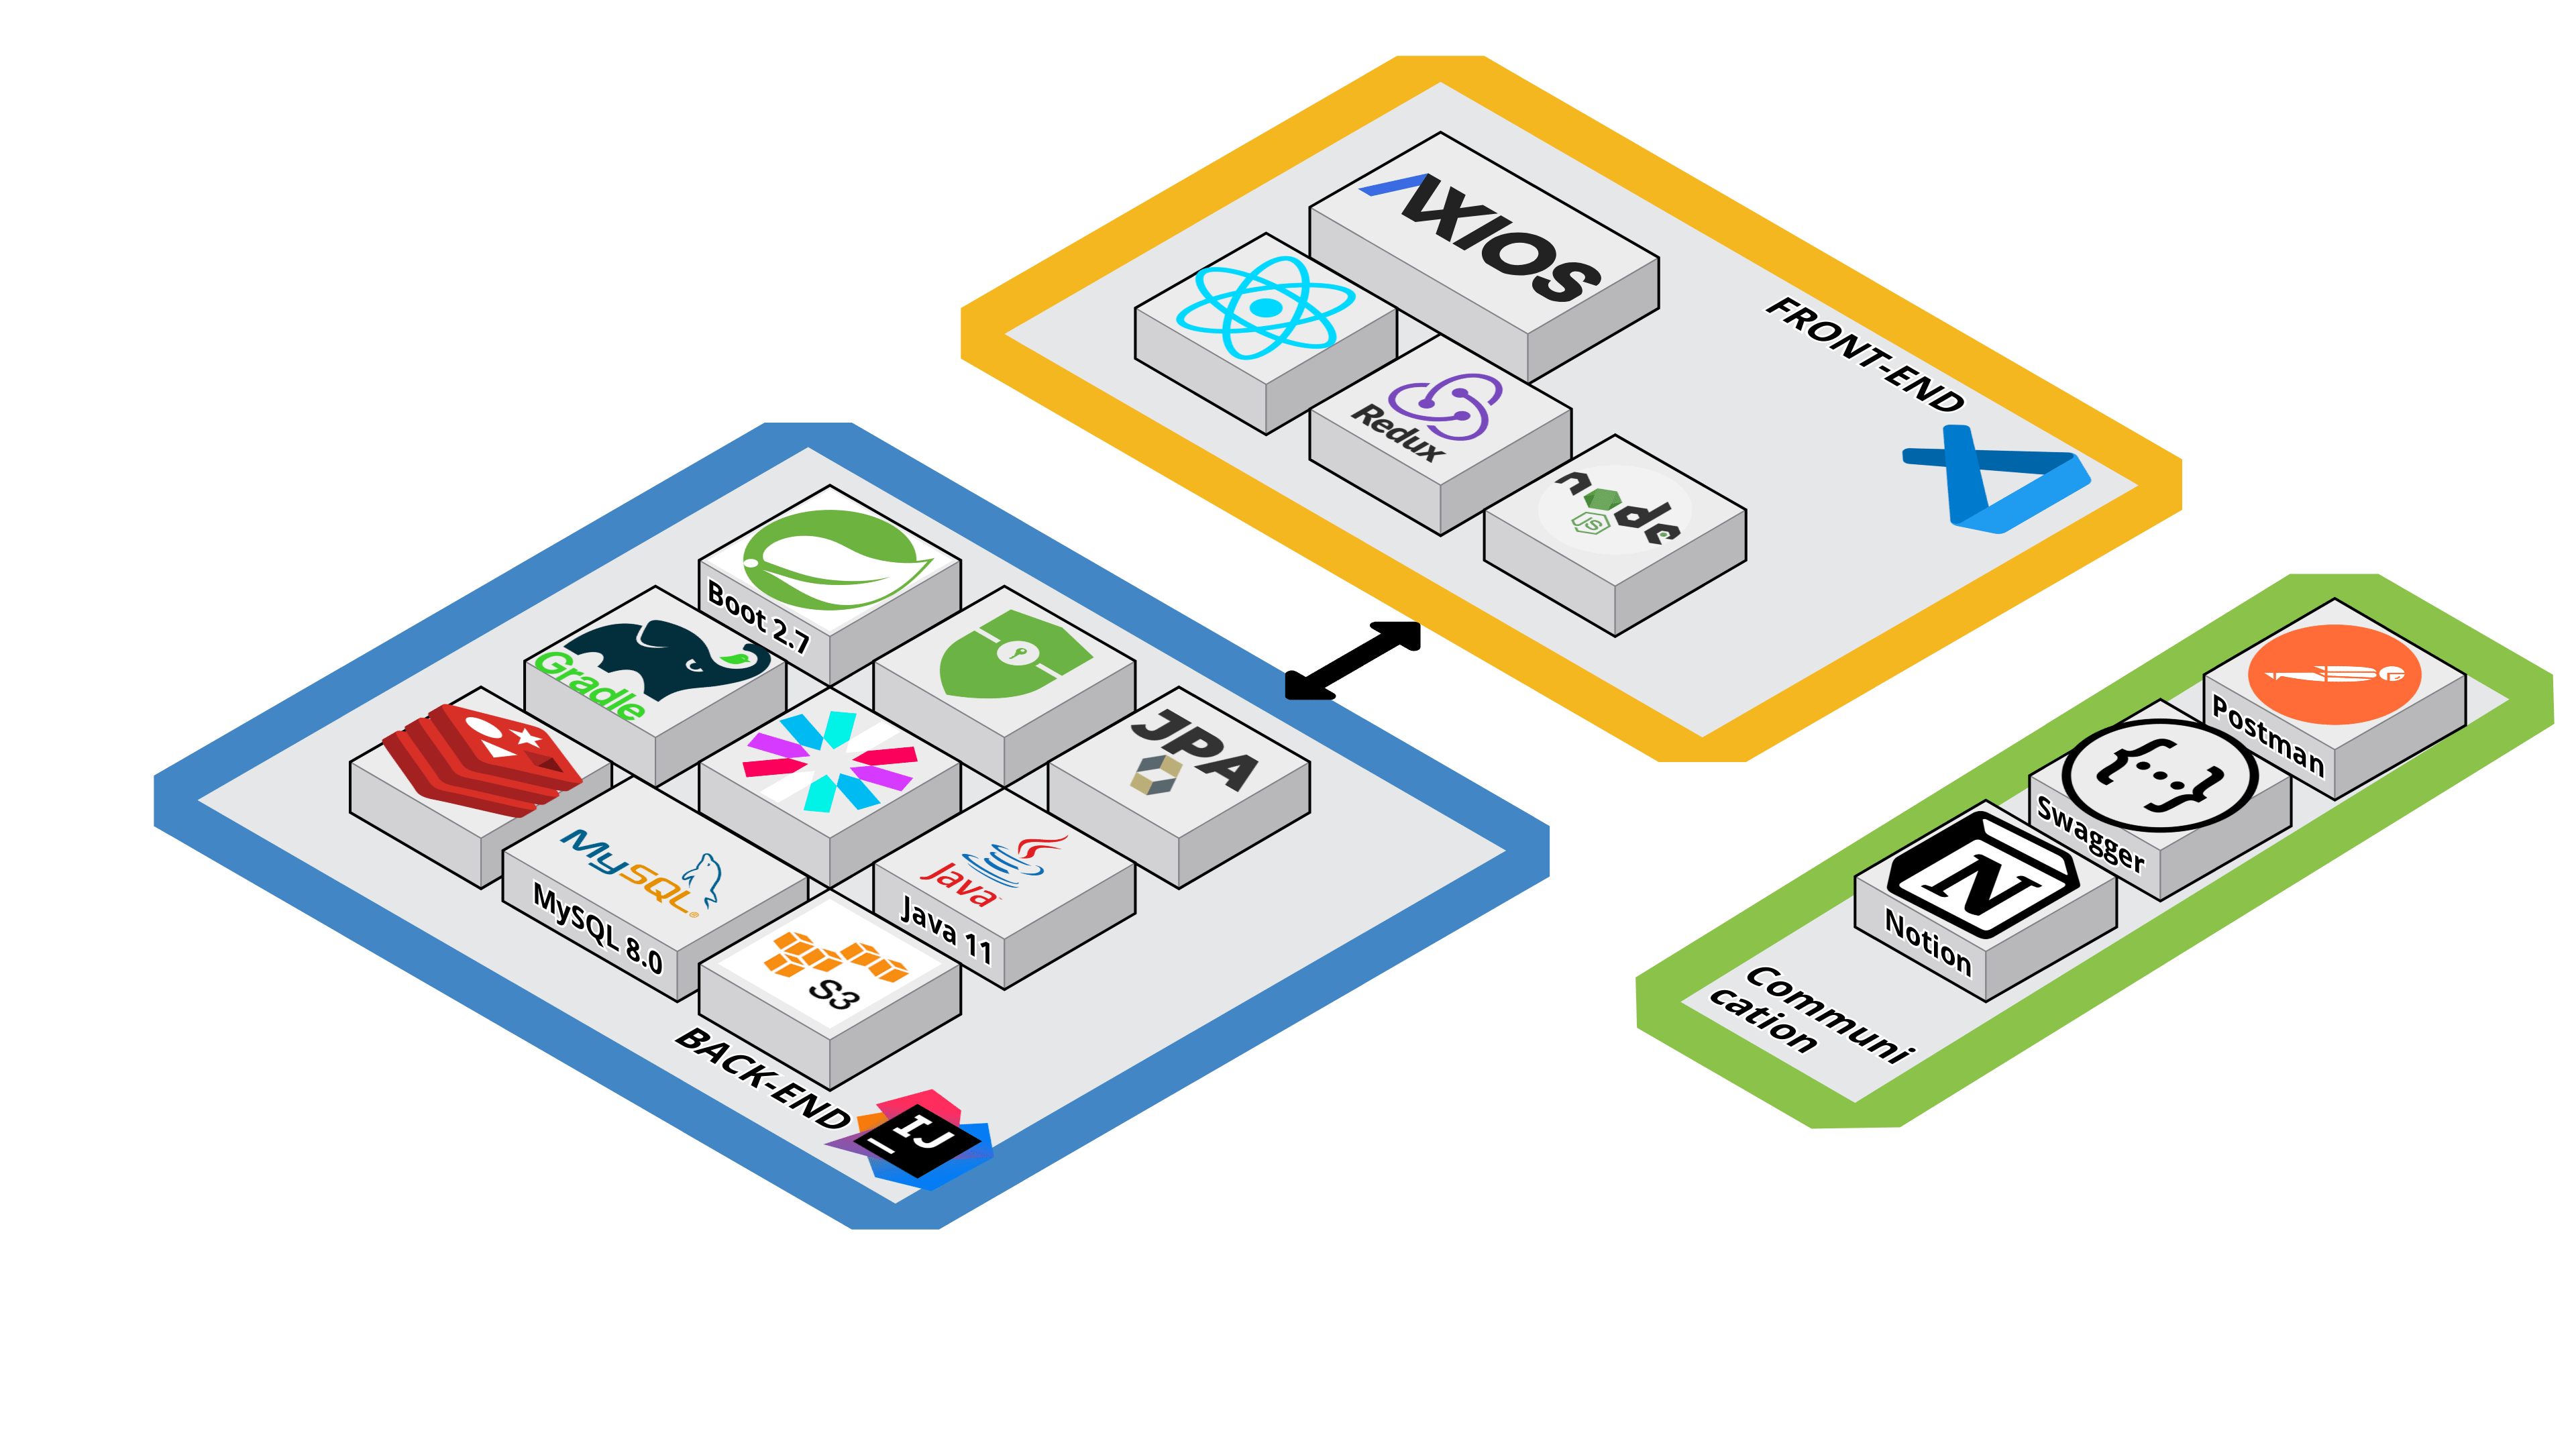 AXIOS
FRONT-END
Redux
node
JS
Boot 2.7
Gradle
JPA
MySQL®
MySQL 8.0
Java
Java 11
S3
BACK-END
IJ
Postman
{...}
Swagger
N
Notion
Communi
cation